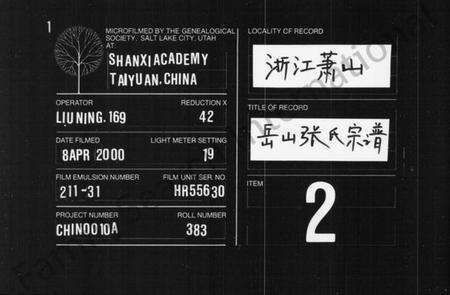 1
MICROFILMED BY THE GENEALOGICAL
SOCIETY, SALT LAKE CITY, UTAH
AT:
SHANXI ACADEMY
TAIYUAN, CHINA
OPERATOR
REDUCTION X
LIU NING. 169
42
DATE FILMED
LIGHT METER SETTING
8APR 2000
19
FILM EMULSION NUMBER
FILM UNIT SER. NO.
211-31
HR55630
PROJECT NUMBER
ROLL NUMBER
CHIN0010A
383
LOCALITY OF RECORD
浙江萧山
TITLE OF RECORD
岳山张氏宗谱
ITEM
2